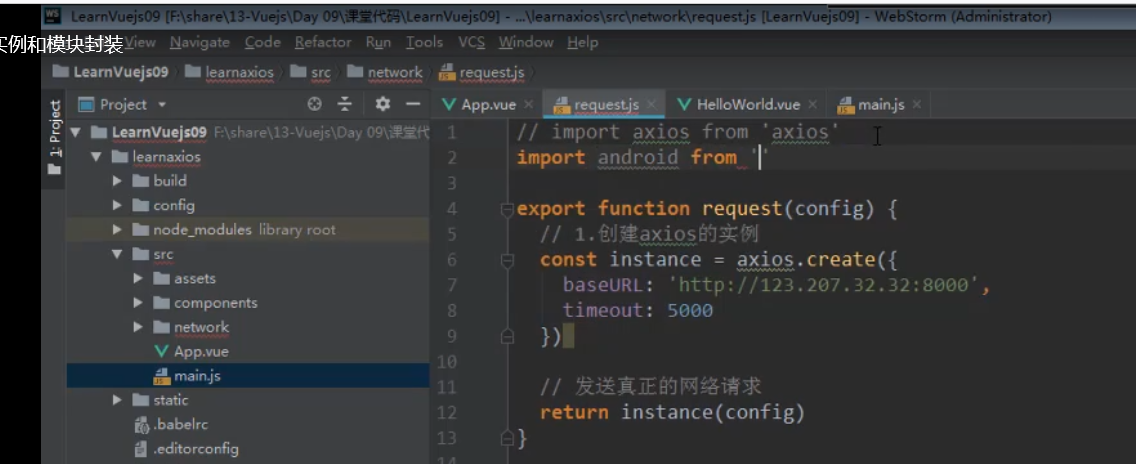 LearnVuejs09 [F:\share\13-Vuejs\Day 09\课堂代码\LearnVuejs09] - ...\learnaxios\src\network\request.js [LearnVuejs09] - WebStorm (Administrator)
实例和模块封装 View Navigate Code Refactor Run Tools VCS Window Help
LearnVuejs09 learnaxios src network request.js
1: Project
Project
App.vue request.js HelloWorld.vue main.js
LearnVuejs09 F:\share\13-Vuejs\Day 09\课堂代
learnaxios
build
config
node_modules library root
src
assets
components
network
App.vue
main.js
static
.babelrc
.editorconfig
1 // import axios from 'axios'
2 import android from ''
3
4 export function request(config) {
5 // 1.创建axios的实例
6 const instance = axios.create({
7 baseURL: 'http://123.207.32.32:8000',
8 timeout: 5000
9 })
10
11 // 发送真正的网络请求
12 return instance(config)
13 }
14